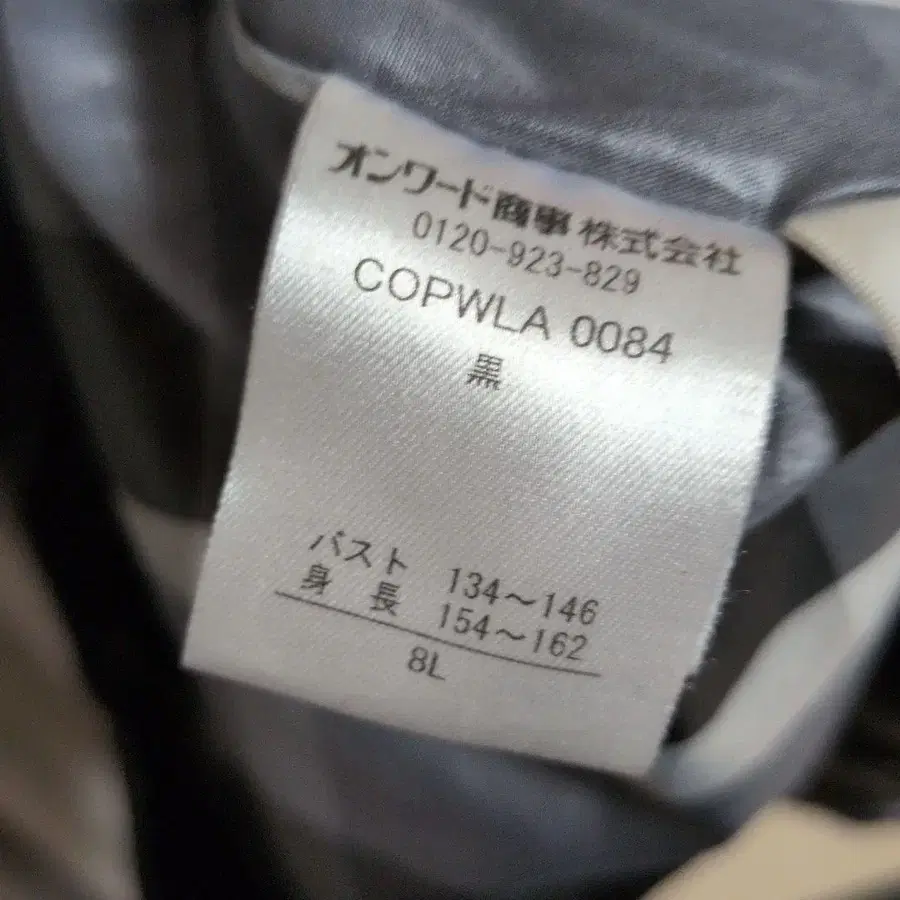 オンワード商事 株式会社
0120-923-829
COPWLA 0084
黒
バスト 134～146
身長 154～162
8L